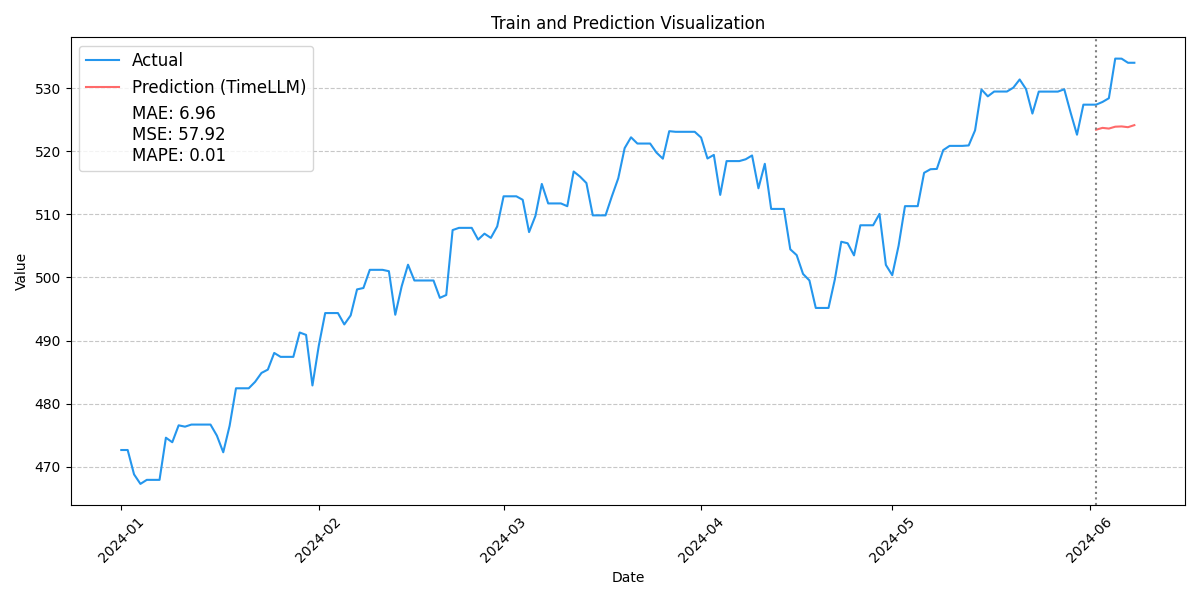 Train and Prediction Visualization
Actual
Prediction (TimeLLM)
MAE: 6.96
MSE: 57.92
MAPE: 0.01
530
520
510
500
490
480
470
Value
2024-01
2024-02
2024-03
2024-04
2024-05
2024-06
Date